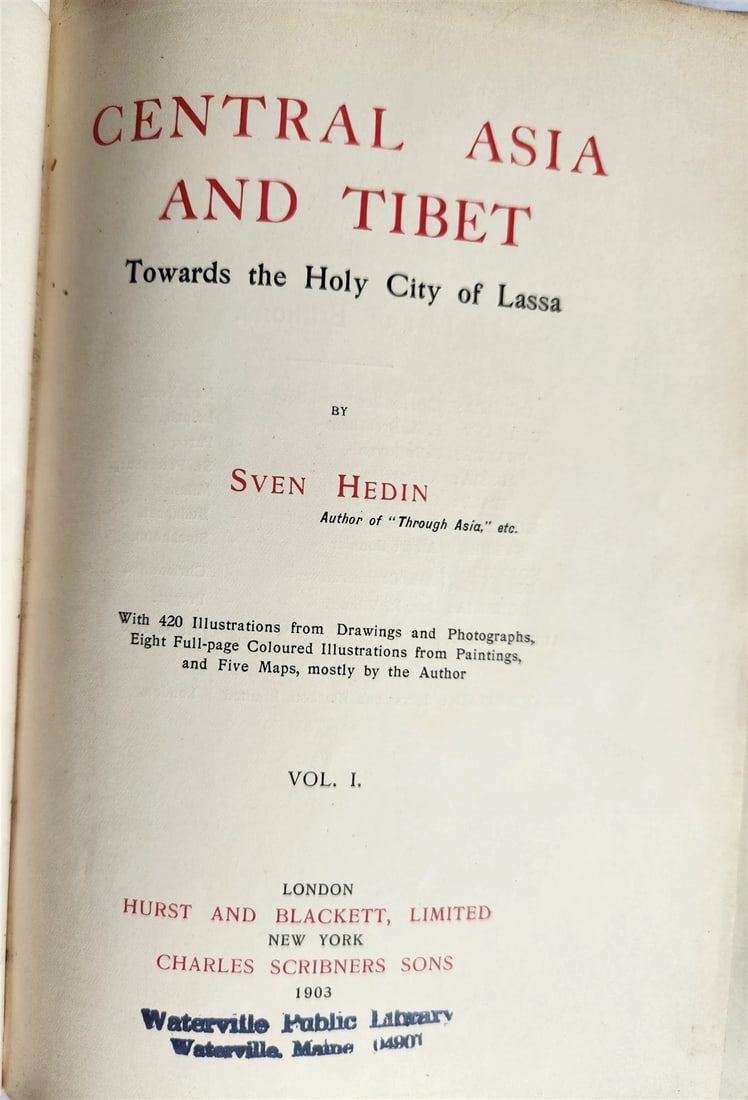 CENTRAL ASIA
AND TIBET
Towards the Holy City of Lassa
BY
SVEN HEDIN
Author of "Through Asia," etc.
With 420 Illustrations from Drawings and Photographs,
Eight Full-page Coloured Illustrations from Paintings,
and Five Maps, mostly by the Author
VOL. I.
LONDON
HURST AND BLACKETT, LIMITED
NEW YORK
CHARLES SCRIBNERS SONS
1903
Waterville Public Library
Waterville, Maine 04901